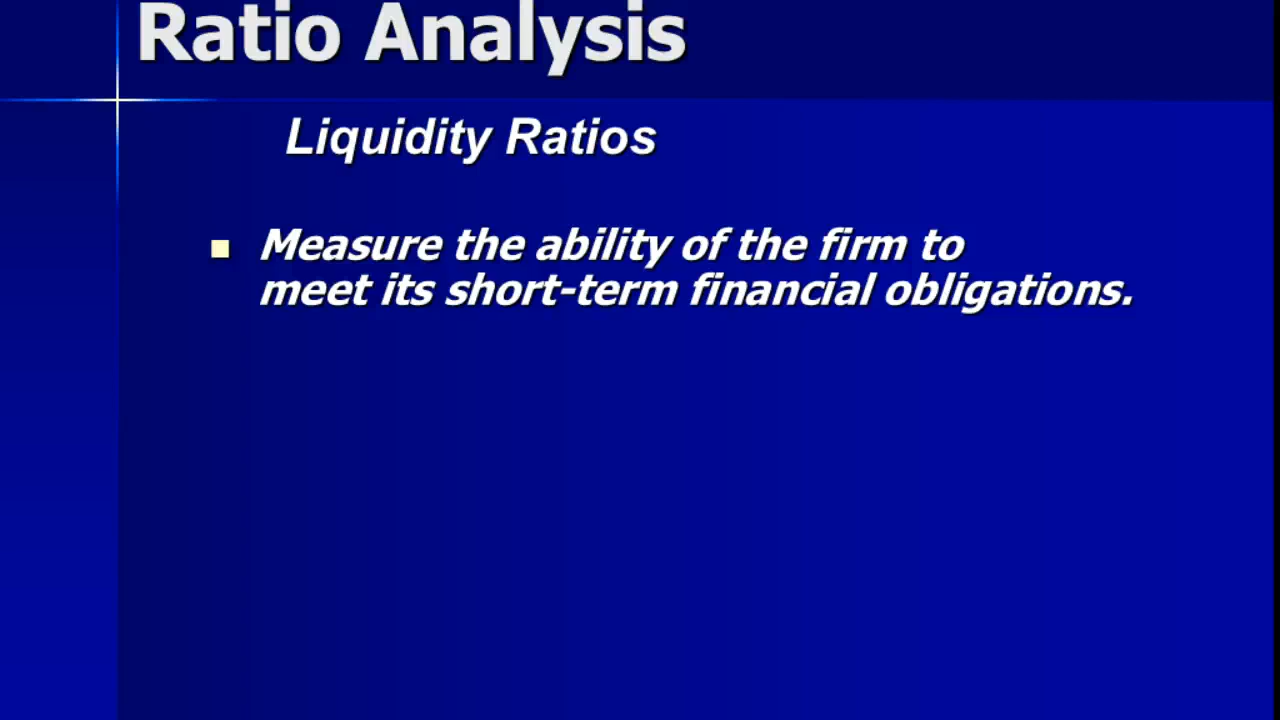 Ratio Analysis
Liquidity Ratios
Measure the ability of the firm to
meet its short-term financial obligations.